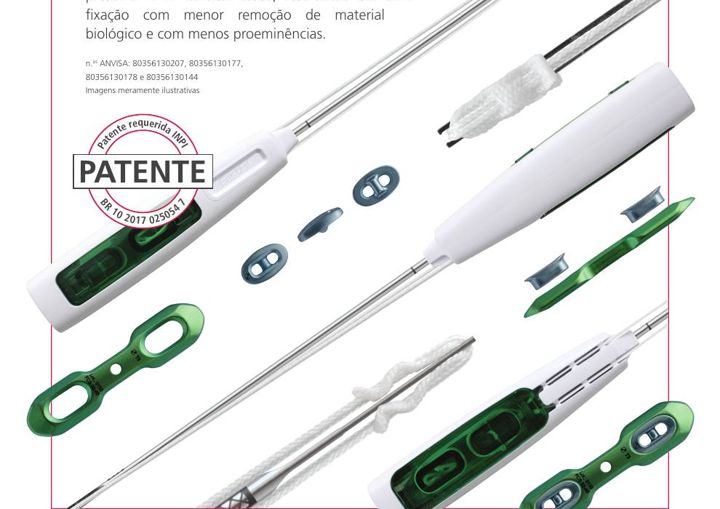 fixação com menor remoção de material
biológico e com menos proeminências.
n.ºˢ ANVISA: 80356130207, 80356130177,
80356130178 e 80356130144
Imagens meramente ilustrativas
Patente requerida INPI
PATENTE
BR 10 2017 025054 7